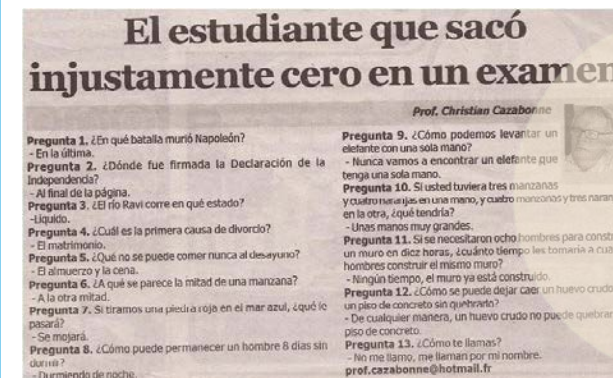 El estudiante que sacó
injustamente cero en un examen
Prof. Christian Cazabonne
Pregunta 1. ¿En qué batalla murió Napoleón?
- En la última.
Pregunta 2. ¿Dónde fue firmada la Declaración de la
Independencia?
- Al final de la página.
Pregunta 3. ¿El río Ravi corre en qué estado?
-Líquido.
Pregunta 4. ¿Cuál es la primera causa de divorcio?
- El matrimonio.
Pregunta 5. ¿Qué no se puede comer nunca al desayuno?
- El almuerzo y la cena.
Pregunta 6. ¿A qué se parece la mitad de una manzana?
- A la otra mitad.
Pregunta 7. Si tiramos una piedra roja en el mar azul, ¿qué le
pasará?
- Se mojará.
Pregunta 8. ¿Cómo puede permanecer un hombre 8 días sin
dormir?
- Durmiendo de noche.
Pregunta 9. ¿Cómo podemos levantar un
elefante con una sola mano?
- Nunca vamos a encontrar un elefante que
tenga una sola mano.
Pregunta 10. Si usted tuviera tres manzanas
y cuatro naranjas en una mano, y cuatro manzanas y tres naran
en la otra, ¿qué tendría?
- Unas manos muy grandes.
Pregunta 11. Si se necesitaron ocho hombres para constr
un muro en diez horas, ¿cuánto tiempo les tomaría a cua
hombres construir el mismo muro?
- Ningún tiempo, el muro ya está construido.
Pregunta 12. ¿Cómo se puede dejar caer un huevo crudo
un piso de concreto sin quebrarlo?
- De cualquier manera, un huevo crudo no puede quebrar
piso de concreto.
Pregunta 13. ¿Cómo te llamas?
- No me llamo, me llaman por mi nombre.
prof.cazabonne@hotmail.fr